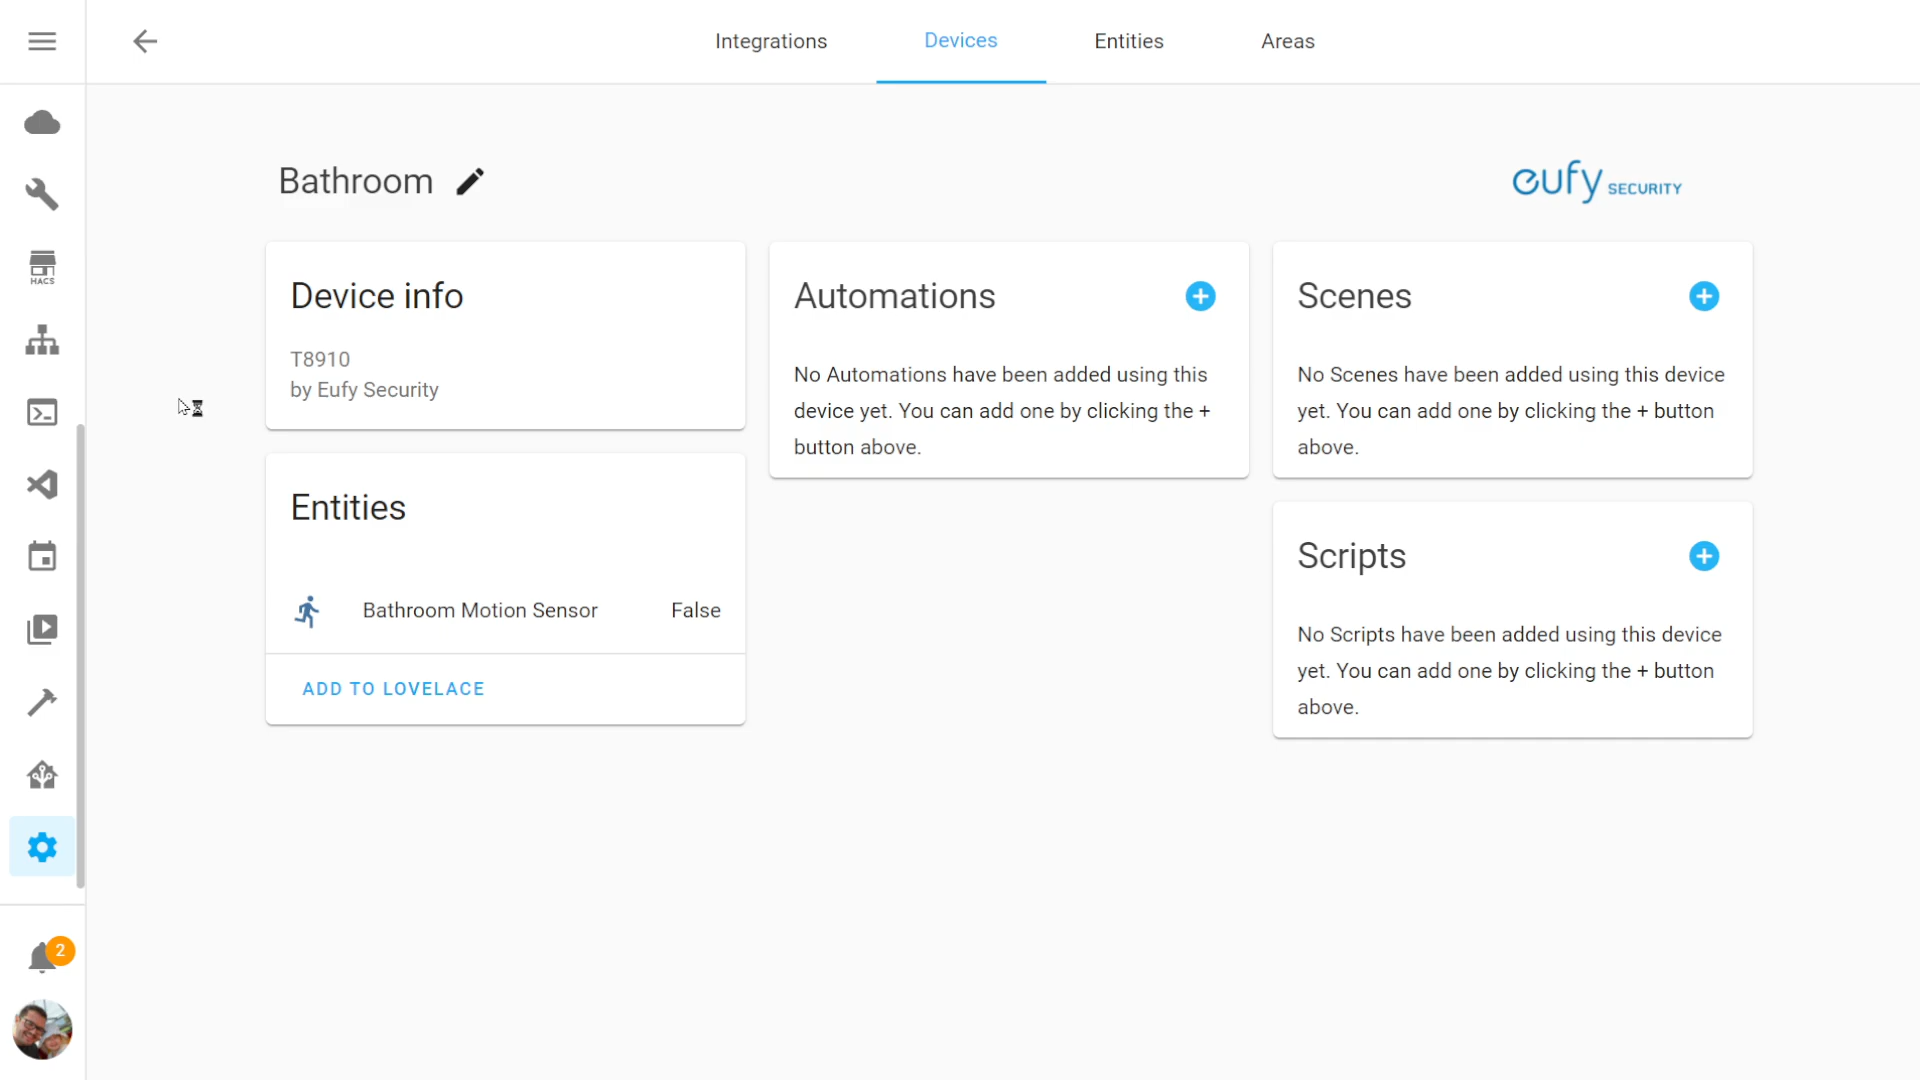 Integrations
Devices
Entities
Areas
HACS
Bathroom
eufy SECURITY
Device info
T8910
by Eufy Security
Entities
Bathroom Motion Sensor
False
ADD TO LOVELACE
Automations
No Automations have been added using this
device yet. You can add one by clicking the +
button above.
Scenes
No Scenes have been added using this device
yet. You can add one by clicking the + button
above.
Scripts
No Scripts have been added using this device
yet. You can add one by clicking the + button
above.
2